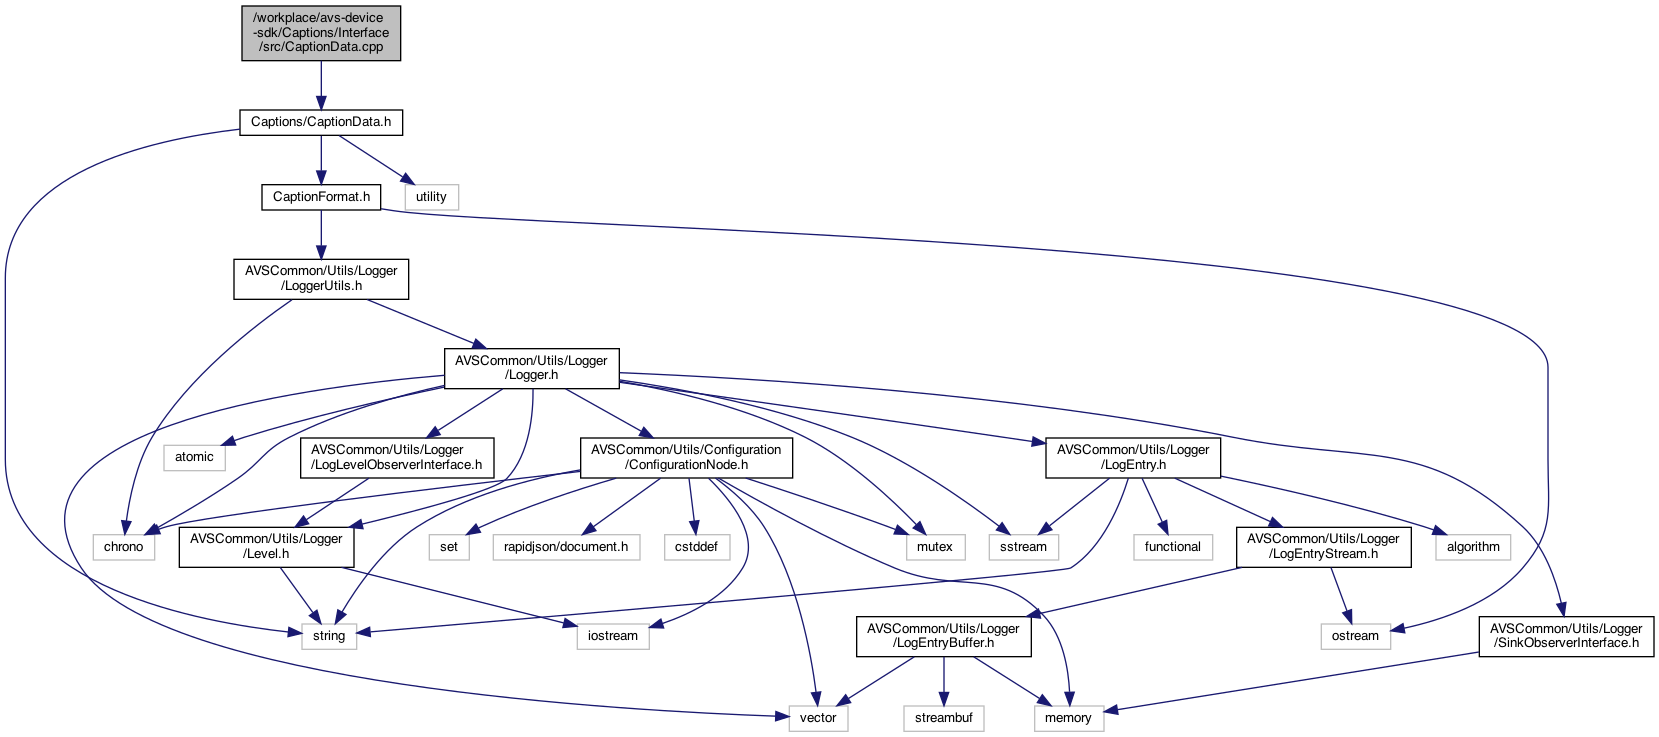 /workplace/avs-device
-sdk/Captions/Interface
/src/CaptionData.cpp
Captions/CaptionData.h
CaptionFormat.h
utility
AVSCommon/Utils/Logger
/LoggerUtils.h
AVSCommon/Utils/Logger
/Logger.h
atomic
AVSCommon/Utils/Logger
/LogLevelObserverInterface.h
AVSCommon/Utils/Configuration
/ConfigurationNode.h
AVSCommon/Utils/Logger
/LogEntry.h
chrono
AVSCommon/Utils/Logger
/Level.h
set
rapidjson/document.h
cstddef
mutex
sstream
functional
AVSCommon/Utils/Logger
/LogEntryStream.h
algorithm
string
iostream
AVSCommon/Utils/Logger
/LogEntryBuffer.h
ostream
AVSCommon/Utils/Logger
/SinkObserverInterface.h
vector
streambuf
memory